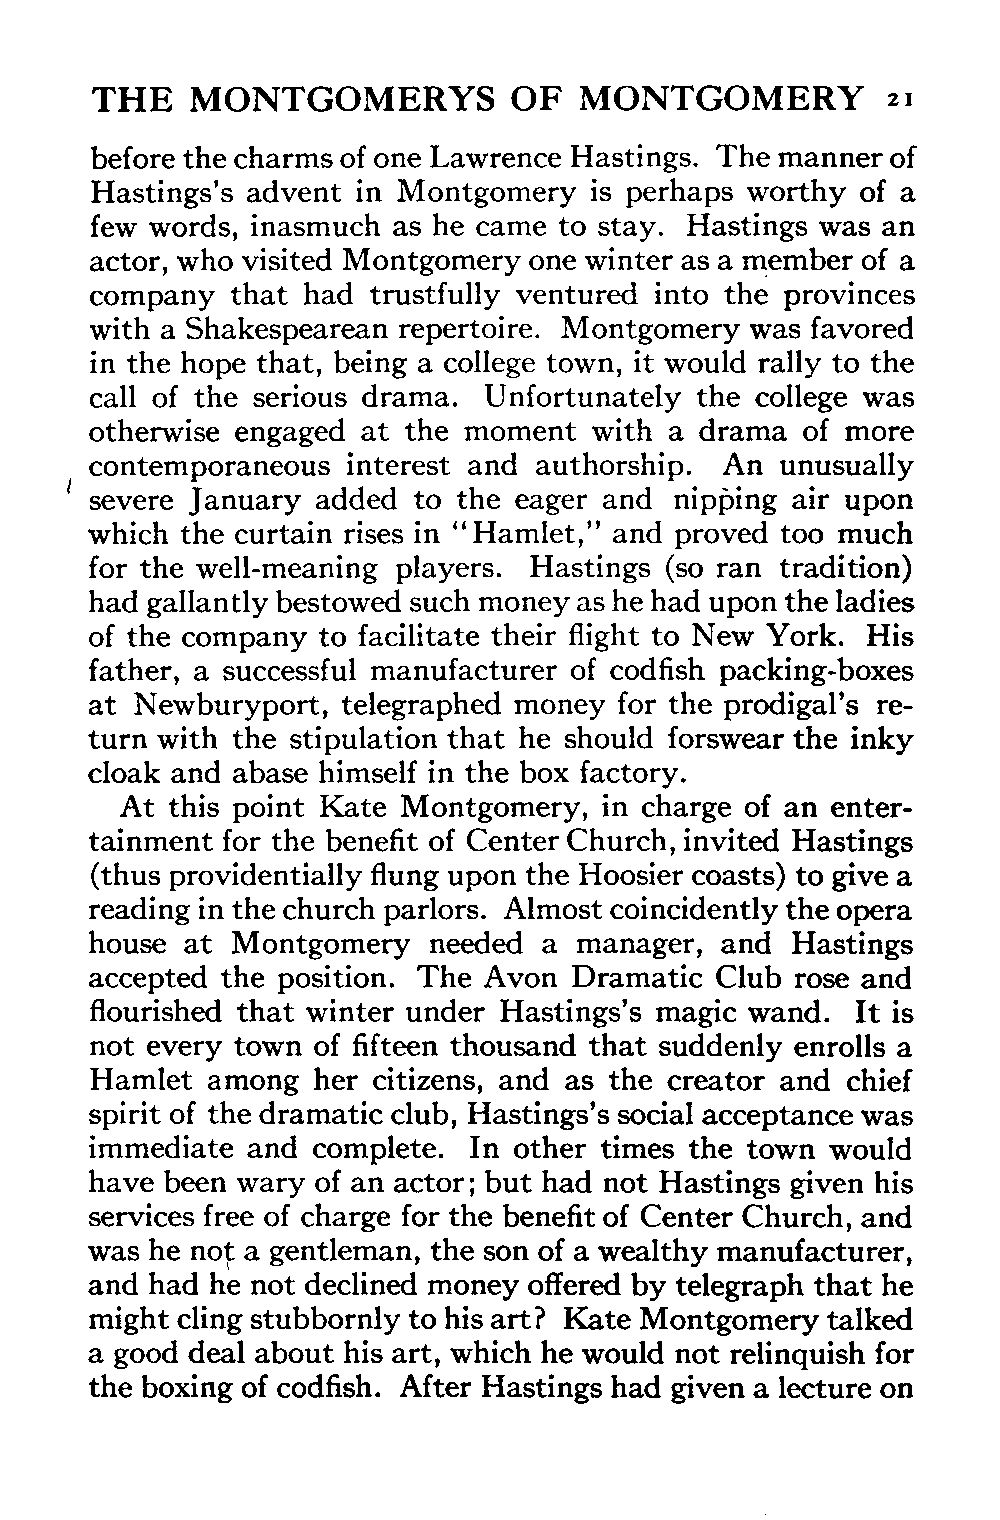 THE MONTGOMERYS OF MONTGOMERY 21
before the charms of one Lawrence Hastings. The manner of
Hastings's advent in Montgomery is perhaps worthy of a
few words, inasmuch as he came to stay. Hastings was an
actor, who visited Montgomery one winter as a member of a
company that had trustfully ventured into the provinces
with a Shakespearean repertoire. Montgomery was favored
in the hope that, being a college town, it would rally to the
call of the serious drama. Unfortunately the college was
otherwise engaged at the moment with a drama of more
contemporaneous interest and authorship. An unusually
severe January added to the eager and nipping air upon
which the curtain rises in "Hamlet," and proved too much
for the well-meaning players. Hastings (so ran tradition)
had gallantly bestowed such money as he had upon the ladies
of the company to facilitate their flight to New York. His
father, a successful manufacturer of codfish packing-boxes
at Newburyport, telegraphed money for the prodigal's re-
turn with the stipulation that he should forswear the inky
cloak and abase himself in the box factory.
At this point Kate Montgomery, in charge of an enter-
tainment for the benefit of Center Church, invited Hastings
(thus providentially flung upon the Hoosier coasts) to give a
reading in the church parlors. Almost coincidently the opera
house at Montgomery needed a manager, and Hastings
accepted the position. The Avon Dramatic Club rose and
flourished that winter under Hastings's magic wand. It is
not every town of fifteen thousand that suddenly enrolls a
Hamlet among her citizens, and as the creator and chief
spirit of the dramatic club, Hastings's social acceptance was
immediate and complete. In other times the town would
have been wary of an actor; but had not Hastings given his
services free of charge for the benefit of Center Church, and
was he not a gentleman, the son of a wealthy manufacturer,
and had he not declined money offered by telegraph that he
might cling stubbornly to his art? Kate Montgomery talked
a good deal about his art, which he would not relinquish for
the boxing of codfish. After Hastings had given a lecture on